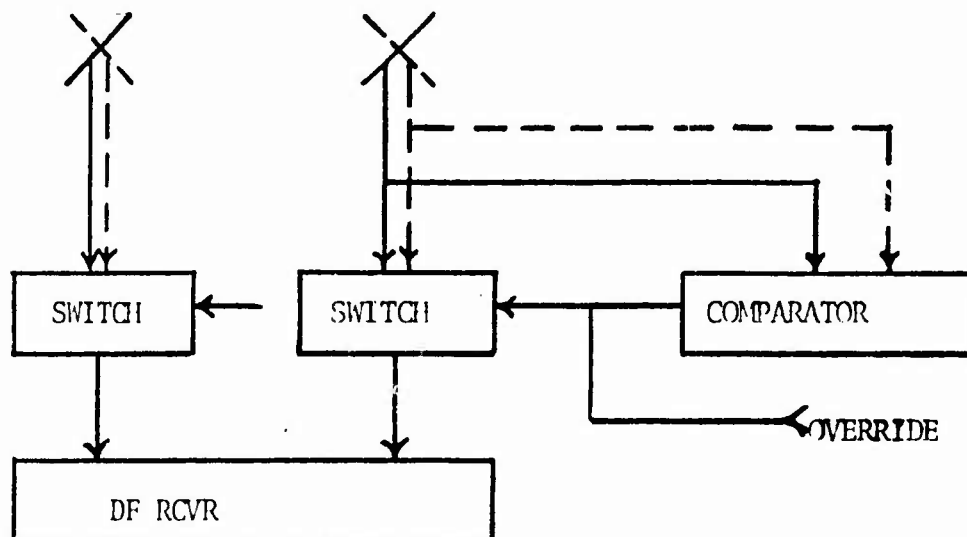 SWITCH
SWITCH
COMPARATOR
OVERRIDE
DF RCVR